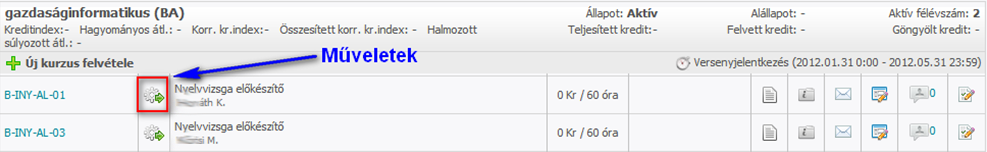 gazdaságinformatikus (BA) Állapot: Aktív Alállapot: - Aktív félévszám: 2
Kreditindex:- Hagyományos átl.: - Korr. kr.index:- Összesített korr. kr.index:- Halmozott Teljesített kredit:- Felvett kredit: - Göngyölt kredit: -
súlyozott átl.: -
Műveletek
Új kurzus felvétele Versenyjelentkezés (2012.01.31 0:00 - 2012.05.31 23:59)
B-INY-AL-01 Nyelvvizsga előkészítő 0 Kr / 60 óra 0
K.
B-INY-AL-03 Nyelvvizsga előkészítő 0 Kr / 60 óra 0
M.